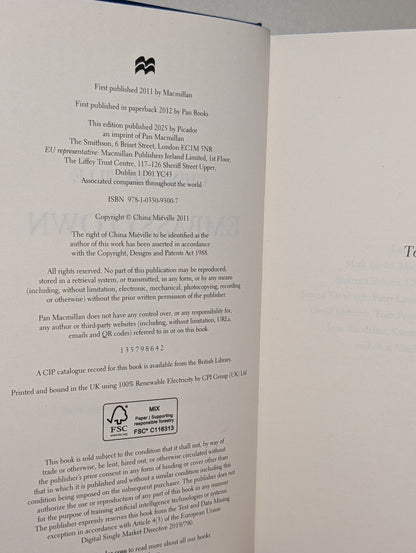 First published 2011 by Macmillan
First published in paperback 2012 by Pan Books
This edition published 2025 by Picador
an imprint of Pan Macmillan
The Smithson, 6 Briset Street, London EC1M 5NR
EU representative: Macmillan Publishers Ireland Limited, 1st Floor,
The Liffey Trust Centre, 117–126 Sheriff Street Upper,
Dublin 1 D01 YC43
Associated companies throughout the world
ISBN 978-1-0350-9300-7
Copyright © China Miéville 2011
The right of China Miéville to be identified as the
author of this work has been asserted in accordance
with the Copyright, Designs and Patents Act 1988.
All rights reserved. No part of this publication may be reproduced,
stored in a retrieval system, or transmitted, in any form, or by any means
(including, without limitation, electronic, mechanical, photocopying, recording
or otherwise) without the prior written permission of the publisher.
Pan Macmillan does not have any control over, or any responsibility for,
any author or third-party websites (including, without limitation, URLs,
emails and QR codes) referred to in or on this book.
1 3 5 7 9 8 6 4 2
A CIP catalogue record for this book is available from the British Library.
Printed and bound in the UK using 100% Renewable Electricity by CPI Group (UK) Ltd
FSC
www.fsc.org
MIX
Paper | Supporting
responsible forestry
FSC® C116313
This book is sold subject to the condition that it shall not, by way of
trade or otherwise, be lent, hired out, or otherwise circulated without
the publisher's prior consent in any form of binding or cover other than
that in which it is published and without a similar condition including this
condition being imposed on the subsequent purchaser. The publisher does not
authorize the use or reproduction of any part of this book in any manner
for the purpose of training artificial intelligence technologies or systems.
The publisher expressly reserves this book from the Text and Data Mining
exception in accordance with Article 4(3) of the European Union
Digital Single Market Directive 2019/790.
to read more about all our books
To